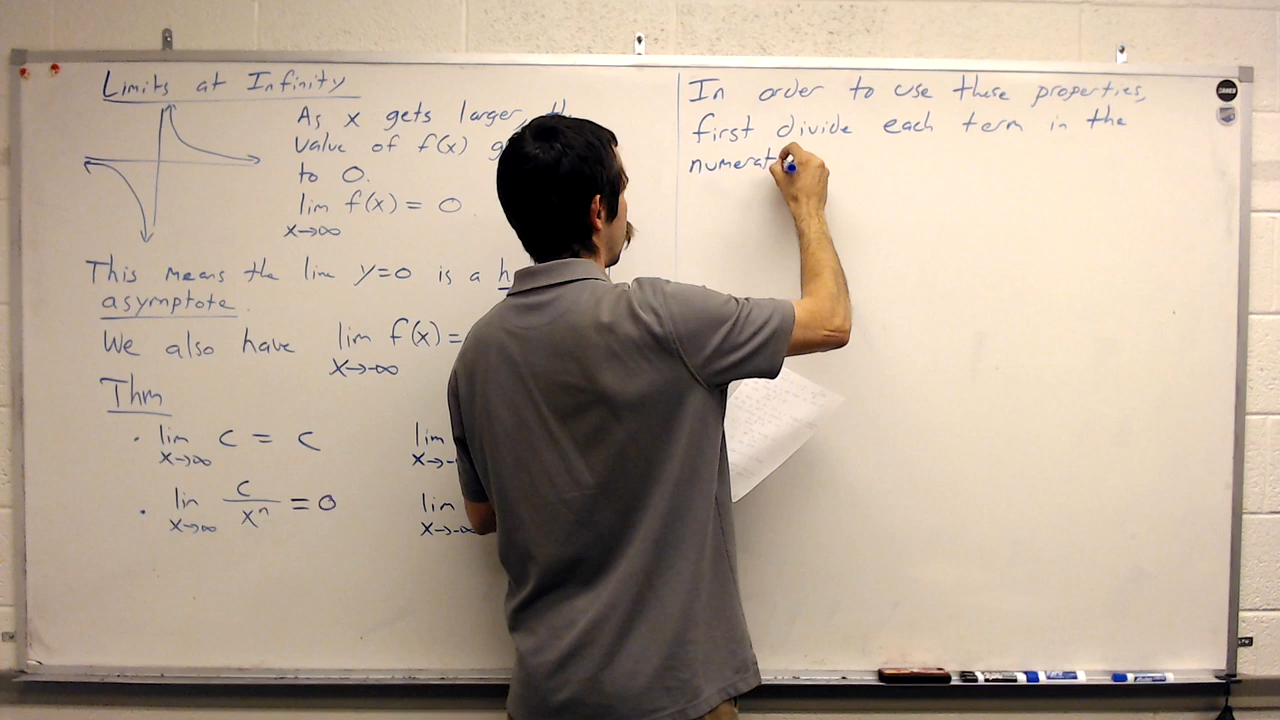 Limits at Infinity
As x gets larger, th
value of f(x) g
to 0.
lim f(x) = 0
x→∞
This means the line y=0 is a h
asymptote.
We also have lim f(x) =
x→-∞
Thm
• lim c = c
x→∞
lim
x→-
• lim c/xⁿ = 0
x→∞
lim
x→-∞
In order to use these properties,
first divide each term in the
numerat